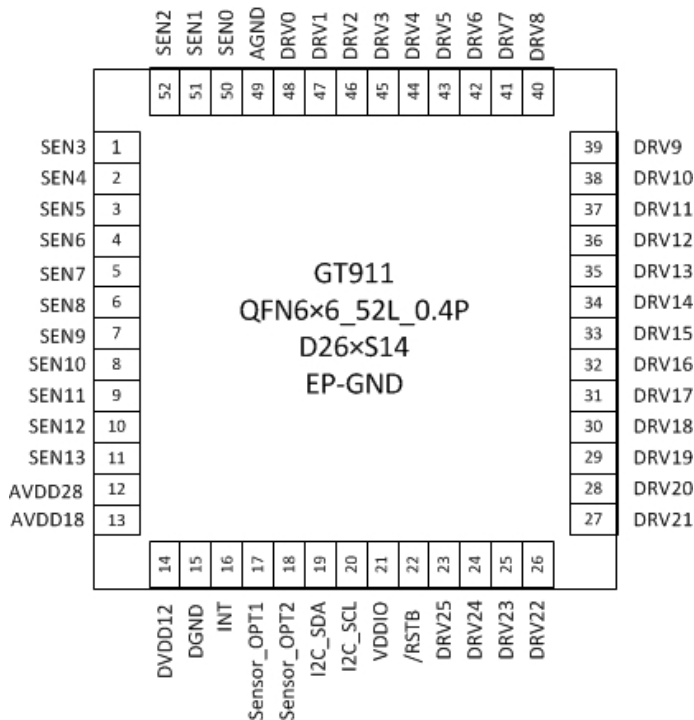 SEN2 SEN1 SEN0 AGND DRV0 DRV1 DRV2 DRV3 DRV4 DRV5 DRV6 DRV7 DRV8
52 51 50 49 48 47 46 45 44 43 42 41 40
SEN3 1 39 DRV9
SEN4 2 38 DRV10
SEN5 3 37 DRV11
SEN6 4 36 DRV12
SEN7 5 35 DRV13
SEN8 6 34 DRV14
SEN9 7 33 DRV15
SEN10 8 32 DRV16
SEN11 9 31 DRV17
SEN12 10 30 DRV18
SEN13 11 29 DRV19
AVDD28 12 28 DRV20
AVDD18 13 27 DRV21
GT911
QFN6×6_52L_0.4P
D26×S14
EP-GND
14 15 16 17 18 19 20 21 22 23 24 25 26
DVDD12 DGND INT Sensor_OPT1 Sensor_OPT2 I2C_SDA I2C_SCL VDDIO /RSTB DRV25 DRV24 DRV23 DRV22